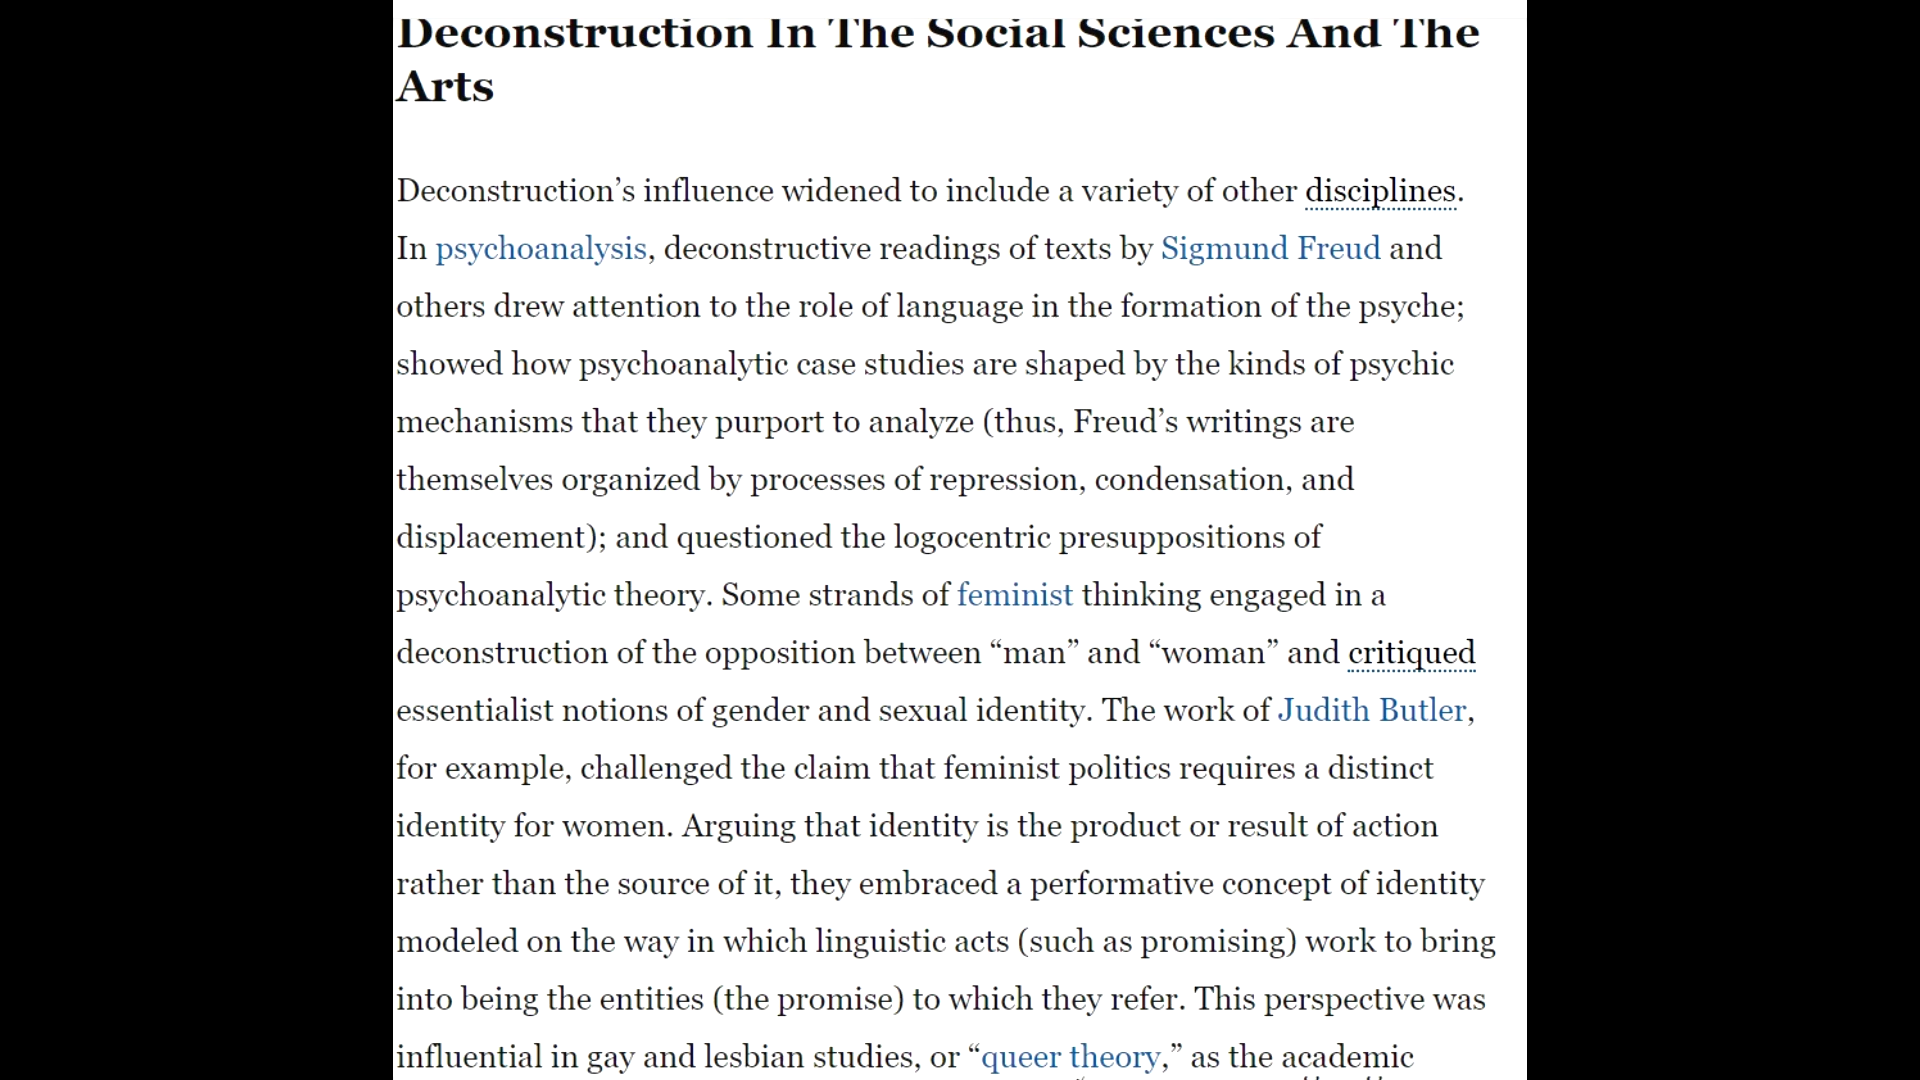 Deconstruction In The Social Sciences And The
Arts
Deconstruction’s influence widened to include a variety of other disciplines.
In psychoanalysis, deconstructive readings of texts by Sigmund Freud and
others drew attention to the role of language in the formation of the psyche;
showed how psychoanalytic case studies are shaped by the kinds of psychic
mechanisms that they purport to analyze (thus, Freud’s writings are
themselves organized by processes of repression, condensation, and
displacement); and questioned the logocentric presuppositions of
psychoanalytic theory. Some strands of feminist thinking engaged in a
deconstruction of the opposition between “man” and “woman” and critiqued
essentialist notions of gender and sexual identity. The work of Judith Butler,
for example, challenged the claim that feminist politics requires a distinct
identity for women. Arguing that identity is the product or result of action
rather than the source of it, they embraced a performative concept of identity
modeled on the way in which linguistic acts (such as promising) work to bring
into being the entities (the promise) to which they refer. This perspective was
influential in gay and lesbian studies, or “queer theory,” as the academic